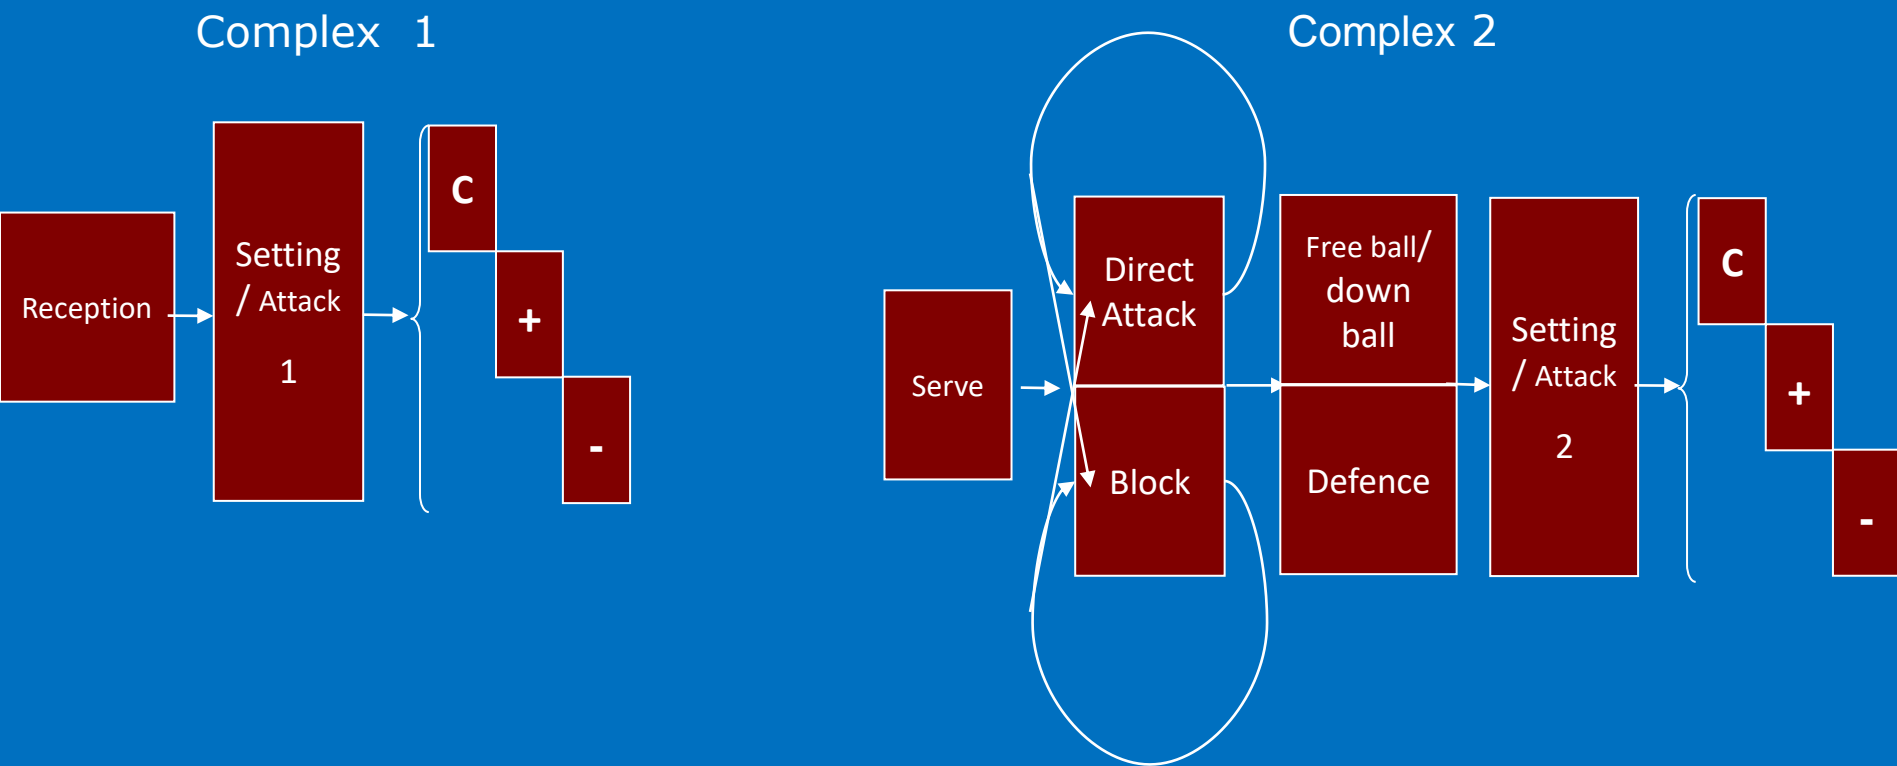 Complex 1
Reception
Setting
/ Attack
1
C
+
-
Complex 2
Serve
Direct
Attack
Block
Free ball/
down
ball
Defence
Setting
/ Attack
2
C
+
-